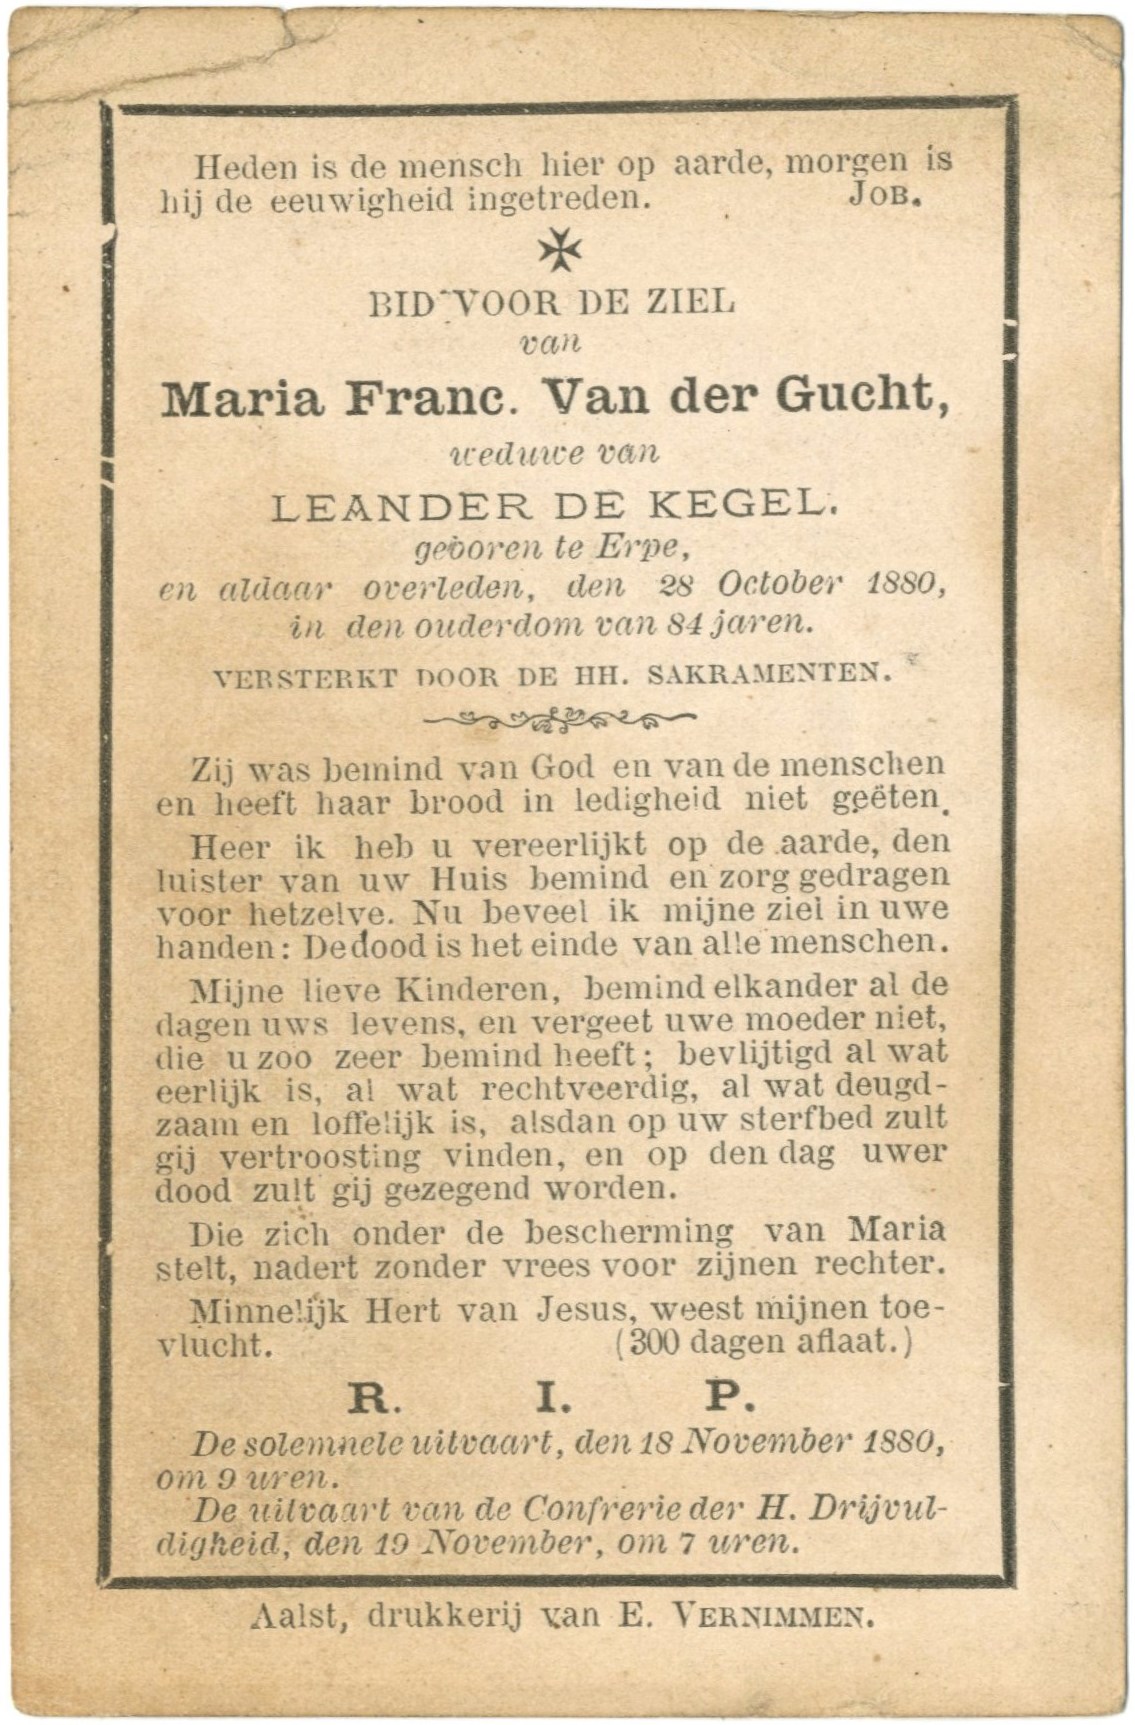 Heden is de mensch hier op aarde, morgen is
hij de eeuwigheid ingetreden. JOB.
BID VOOR DE ZIEL
van
Maria Franc. Van der Gucht,
weduwe van
LEANDER DE KEGEL.
geboren te Erpe,
en aldaar overleden, den 28 October 1880,
in den ouderdom van 84 jaren.
VERSTERKT DOOR DE HH. SAKRAMENTEN.
Zij was bemind van God en van de menschen
en heeft haar brood in ledigheid niet geëten.
Heer ik heb u vereerlijkt op de aarde, den
luister van uw Huis bemind en zorg gedragen
voor hetzelve. Nu beveel ik mijne ziel in uwe
handen: De dood is het einde van alle menschen.
Mijne lieve Kinderen, bemind elkander al de
dagen uws levens, en vergeet uwe moeder niet,
die u zoo zeer bemind heeft; bevlijtigd al wat
eerlijk is, al wat rechtveerdig, al wat deugd-
zaam en loffelijk is, alsdan op uw sterfbed zult
gij vertroosting vinden, en op den dag uwer
dood zult gij gezegend worden.
Die zich onder de bescherming van Maria
stelt, nadert zonder vrees voor zijnen rechter.
Minnelijk Hert van Jesus, weest mijnen toe-
vlucht. (300 dagen aflaat.)
R. I. P.
De solemnele uitvaart, den 18 November 1880,
om 9 uren.
De uitvaart van de Confrerie der H. Drijvul-
digheid, den 19 November, om 7 uren.
Aalst, drukkerij van E. VERNIMMEN.